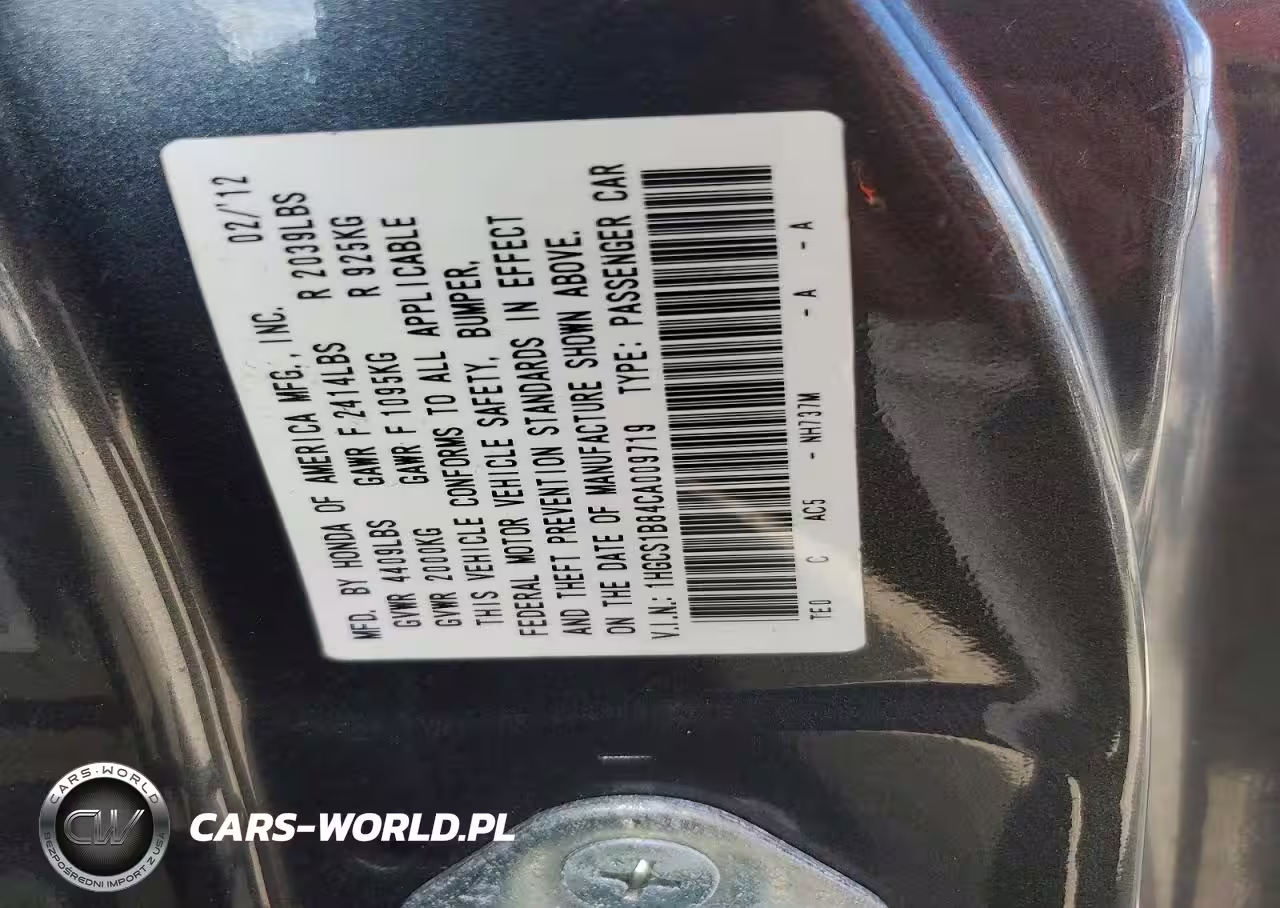 MFD. BY HONDA OF AMERICA MFG., INC. 02/'12
GVWR 4409LBS GAWR F 2414LBS R 2039LBS
GVWR 2000KG GAWR F 1095KG R 925KG
THIS VEHICLE CONFORMS TO ALL APPLICABLE
FEDERAL MOTOR VEHICLE SAFETY, BUMPER,
AND THEFT PREVENTION STANDARDS IN EFFECT
ON THE DATE OF MANUFACTURE SHOWN ABOVE.
V.I.N.: 1HGCS1B84CA009719 TYPE: PASSENGER CAR
TE0 C AC5 - NH737M - A - A
CARS-WORLD
CW
BEZPOŚREDNI IMPORT Z USA
CARS-WORLD.PL